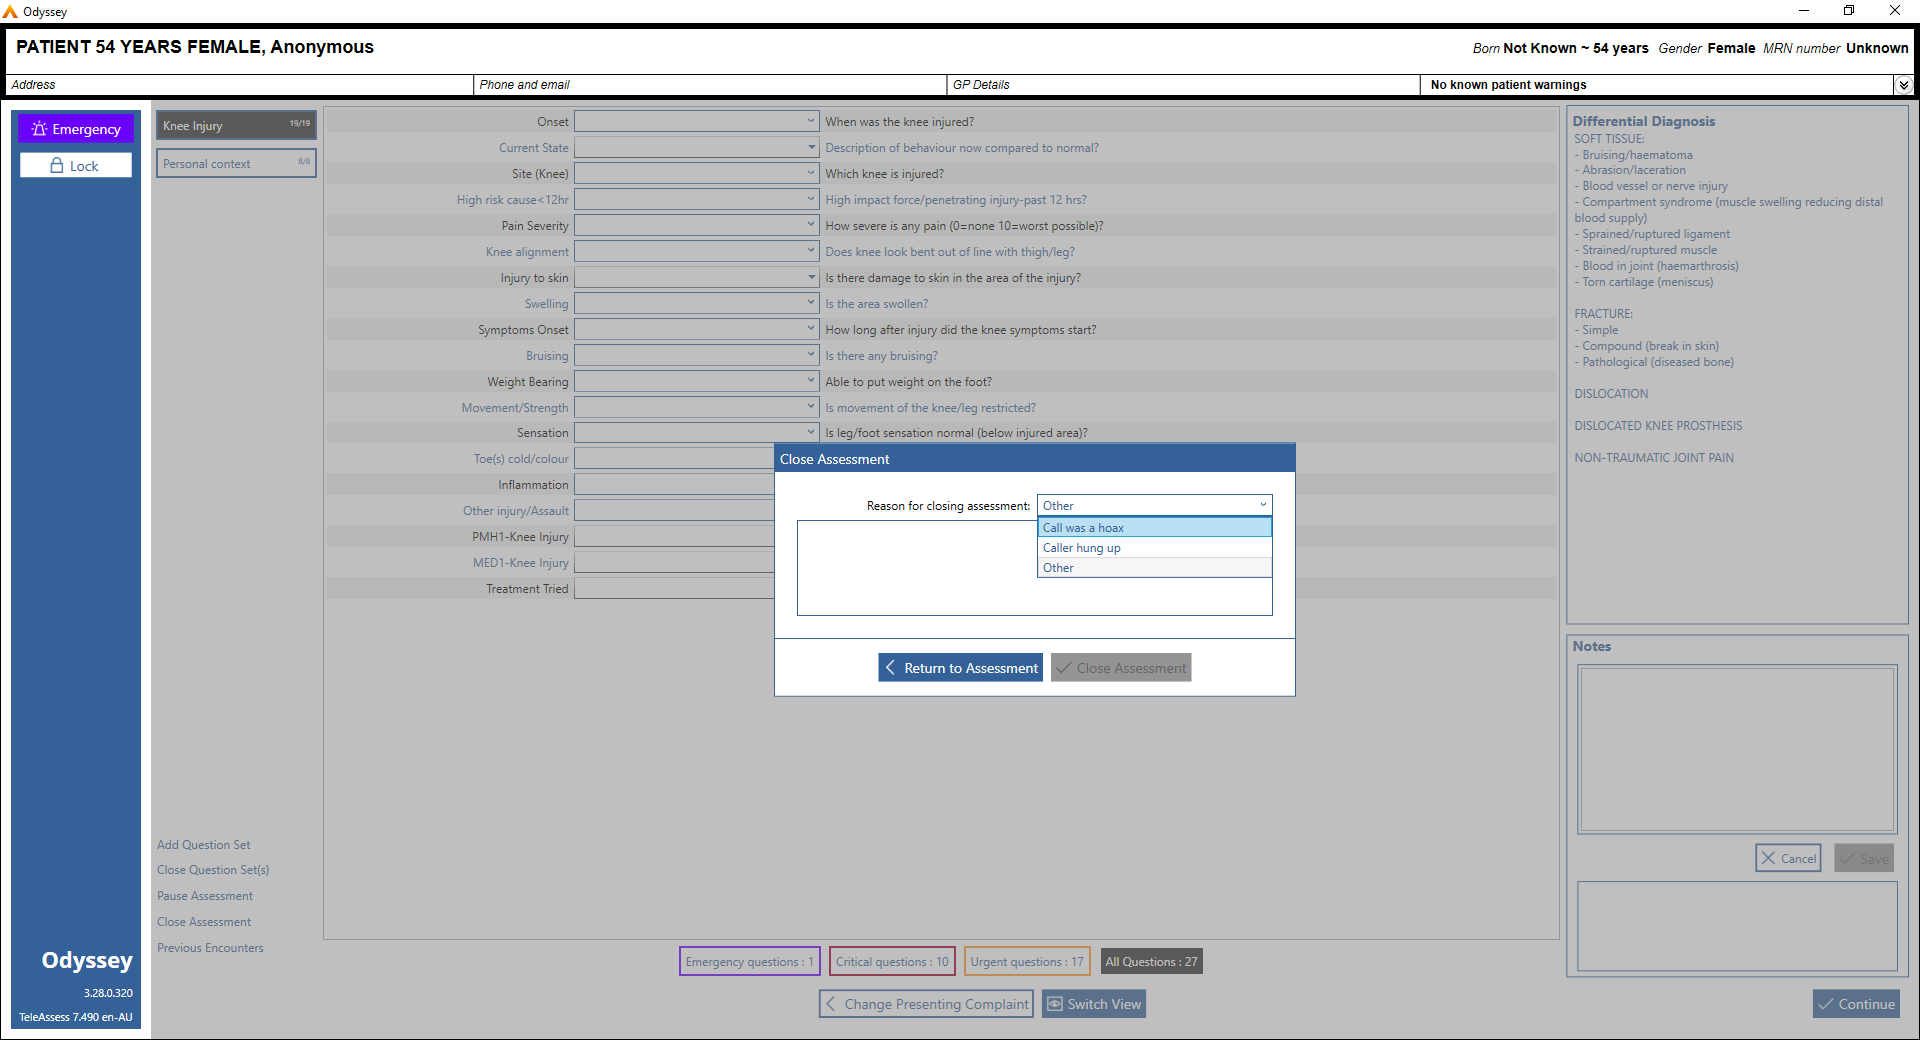 Odyssey
PATIENT 54 YEARS FEMALE, Anonymous
Born Not Known ~ 54 years Gender Female MRN number Unknown
Address
Phone and email
GP Details
No known patient warnings
Emergency
Lock
Knee Injury 19/19
Personal context 8/8
Onset When was the knee injured?
Current State Description of behaviour now compared to normal?
Site (Knee) Which knee is injured?
High risk cause<12hr High impact force/penetrating injury-past 12 hrs?
Pain Severity How severe is any pain (0=none 10=worst possible)?
Knee alignment Does knee look bent out of line with thigh/leg?
Injury to skin Is there damage to skin in the area of the injury?
Swelling Is the area swollen?
Symptoms Onset How long after injury did the knee symptoms start?
Bruising Is there any bruising?
Weight Bearing Able to put weight on the foot?
Movement/Strength Is movement of the knee/leg restricted?
Sensation Is leg/foot sensation normal (below injured area)?
Toe(s) cold/colour
Inflammation
Other injury/Assault
PMH1-Knee Injury
MED1-Knee Injury
Treatment Tried
Close Assessment
Reason for closing assessment: Other
Call was a hoax
Caller hung up
Other
Return to Assessment
Close Assessment
Differential Diagnosis
SOFT TISSUE:
- Bruising/haematoma
- Abrasion/laceration
- Blood vessel or nerve injury
- Compartment syndrome (muscle swelling reducing distal
blood supply)
- Sprained/ruptured ligament
- Strained/ruptured muscle
- Blood in joint (haemarthrosis)
- Torn cartilage (meniscus)
FRACTURE:
- Simple
- Compound (break in skin)
- Pathological (diseased bone)
DISLOCATION
DISLOCATED KNEE PROSTHESIS
NON-TRAUMATIC JOINT PAIN
Notes
Cancel
Save
Add Question Set
Close Question Set(s)
Pause Assessment
Close Assessment
Previous Encounters
Odyssey
3.28.0.320
TeleAssess 7.490 en-AU
Emergency questions : 1
Critical questions : 10
Urgent questions : 17
All Questions : 27
Change Presenting Complaint
Switch View
Continue